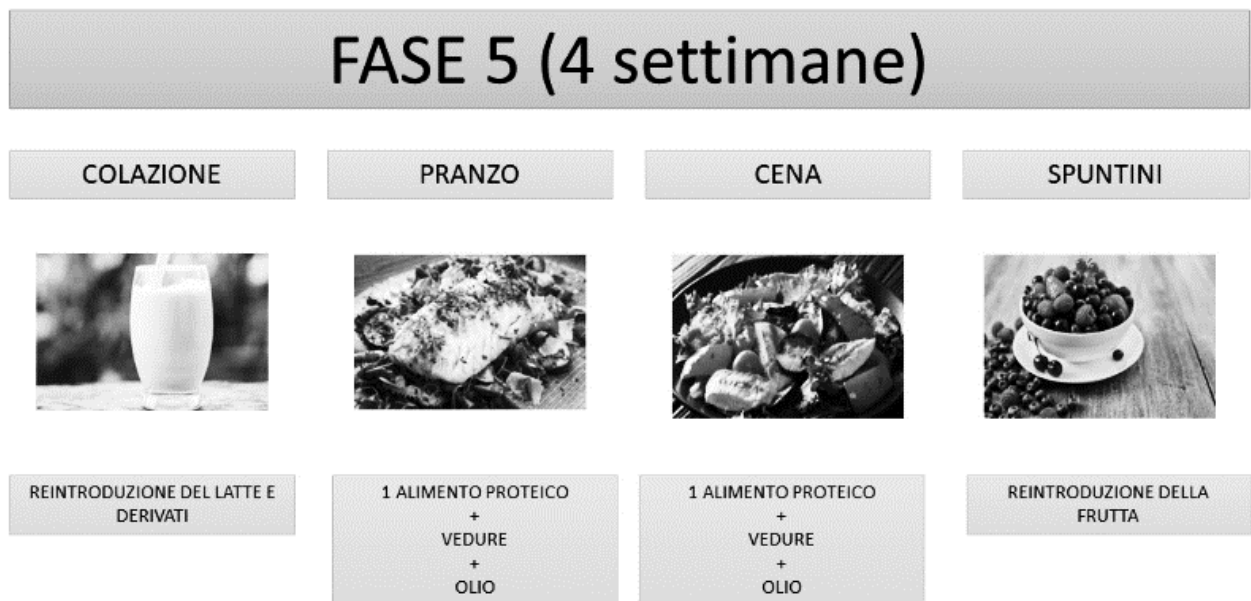 FASE 5 (4 settimane)
COLAZIONE
PRANZO
CENA
SPUNTINI
REINTRODUZIONE DEL LATTE E
DERIVATI
1 ALIMENTO PROTEICO
+
VEDURE
+
OLIO
1 ALIMENTO PROTEICO
+
VEDURE
+
OLIO
REINTRODUZIONE DELLA
FRUTTA